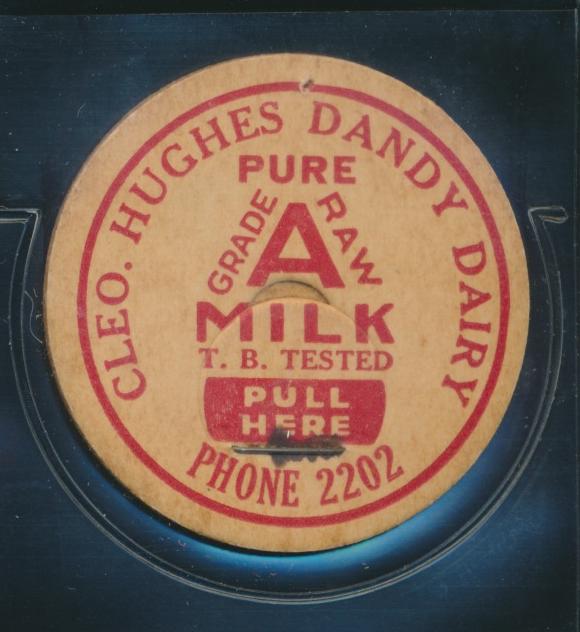 CLEO. HUGHES DANDY DAIRY
PURE
GRADE A RAW
MILK
T. B. TESTED
PULL
HERE
PHONE 2202